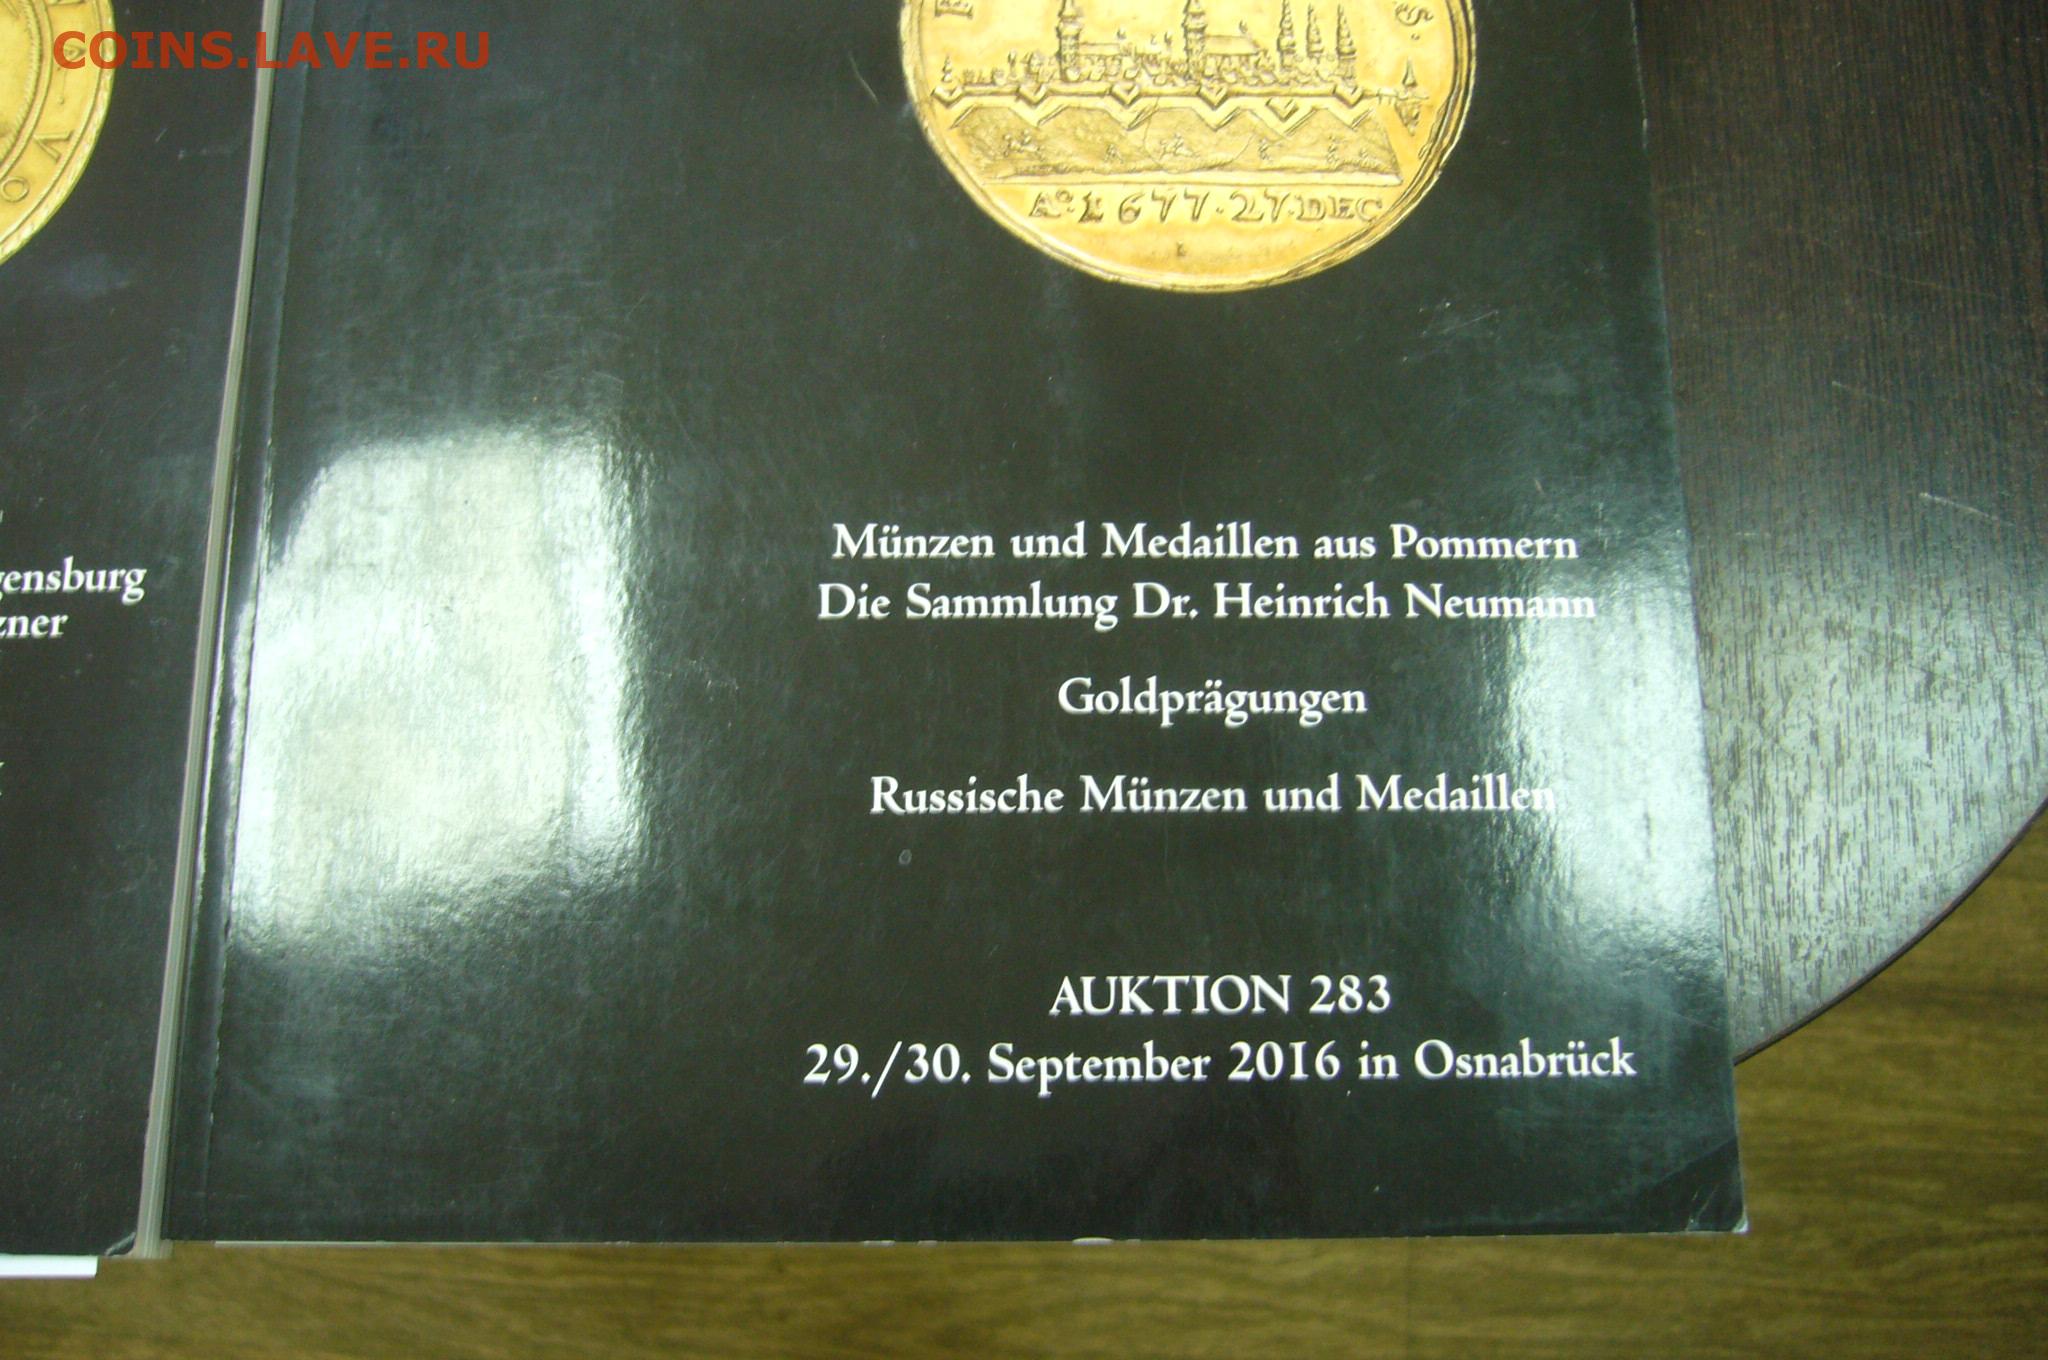 COINS.LAVE.RU
S.
Aº. 1677·27·DEC
gensburg
zner
Münzen und Medaillen aus Pommern
Die Sammlung Dr. Heinrich Neumann
Goldprägungen
Russische Münzen und Medaillen
AUKTION 283
29./30. September 2016 in Osnabrück